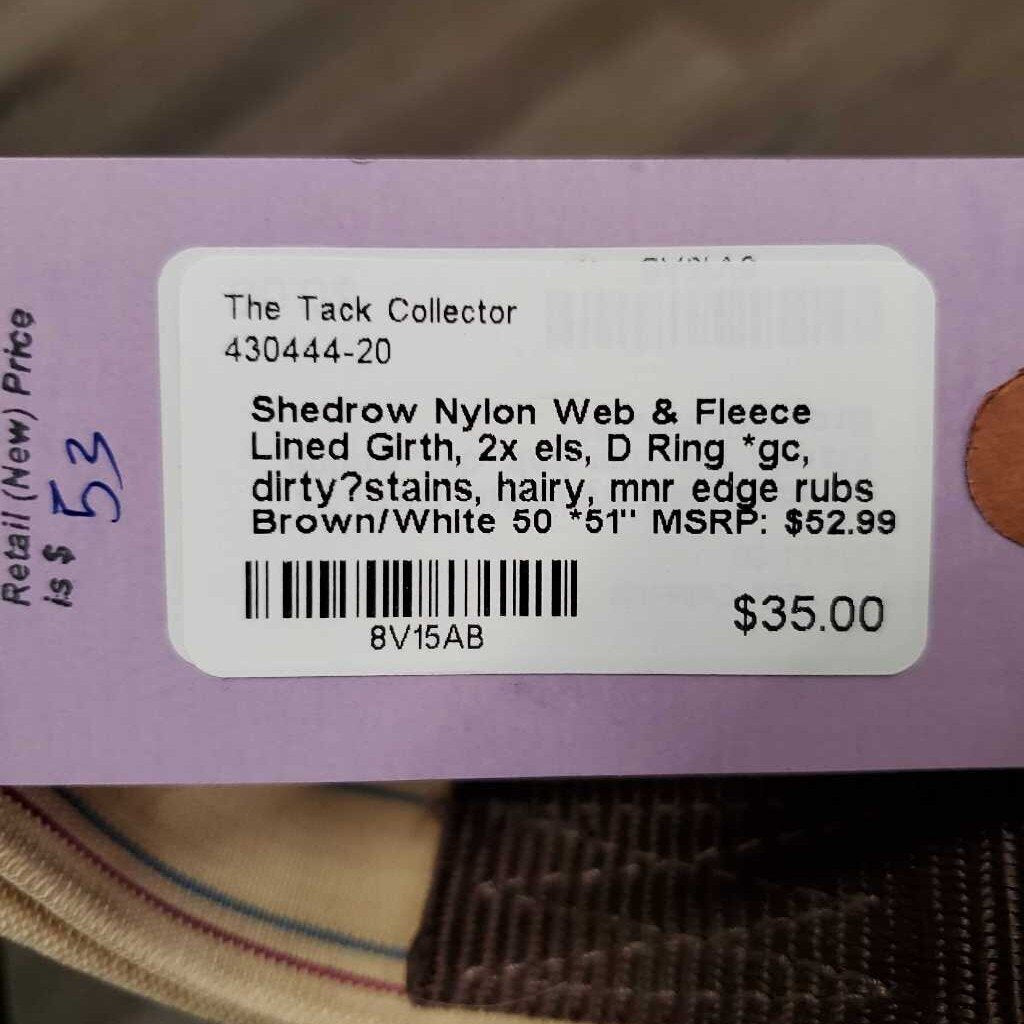 The Tack Collector
430444-20
Shedrow Nylon Web & Fleece
Lined Girth, 2x els, D Ring *gc,
dirty?stains, hairy, mnr edge rubs
Brown/White 50 *51" MSRP: $52.99
8V15AB
$35.00
Retail (New) Price
is $ 53